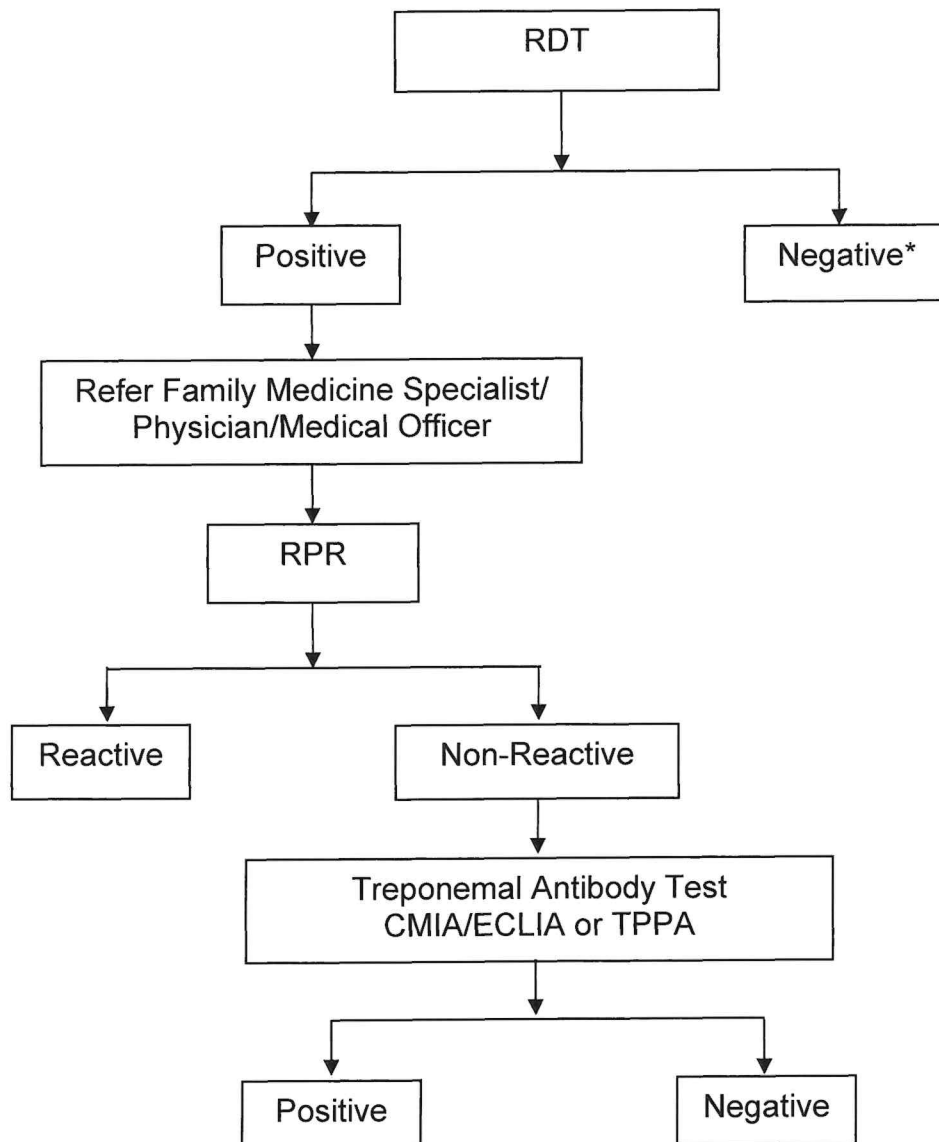 RDT
Positive
Negative*
Refer Family Medicine Specialist/
Physician/Medical Officer
RPR
Reactive
Non-Reactive
Treponemal Antibody Test
CMIA/ECLIA or TPPA
Positive
Negative